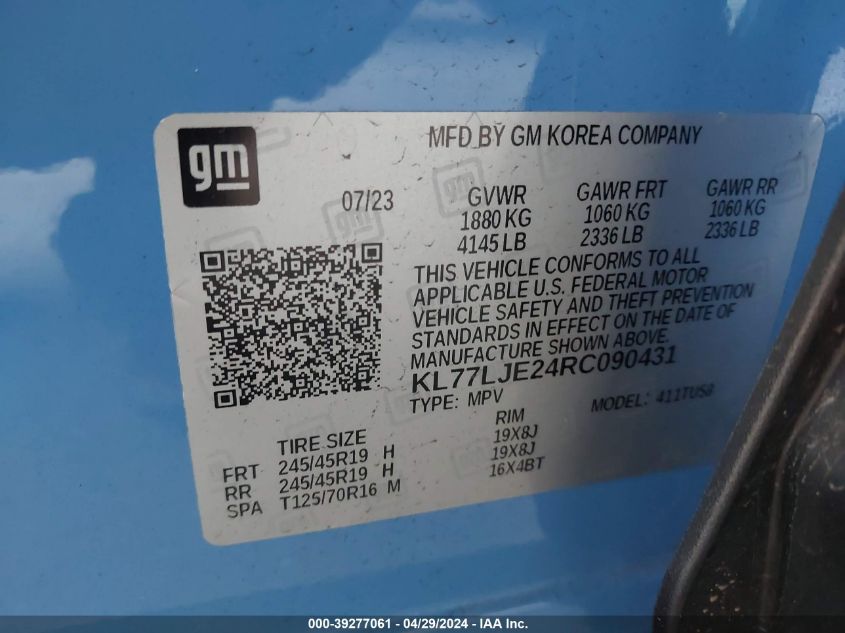 gm
MFD BY GM KOREA COMPANY
07/23
GVWR GAWR FRT GAWR RR
1880 KG 1060 KG 1060 KG
4145 LB 2336 LB 2336 LB
THIS VEHICLE CONFORMS TO ALL
APPLICABLE U.S. FEDERAL MOTOR
VEHICLE SAFETY AND THEFT PREVENTION
STANDARDS IN EFFECT ON THE DATE OF
MANUFACTURE SHOWN ABOVE.
KL77LJE24RC090431
TYPE: MPV MODEL: 411TUS8
TIRE SIZE RIM
FRT 245/45R19 H 19X8J
RR 245/45R19 H 19X8J
SPA T125/70R16 M 16X4BT
000-39277061 - 04/29/2024 - IAAI Inc.